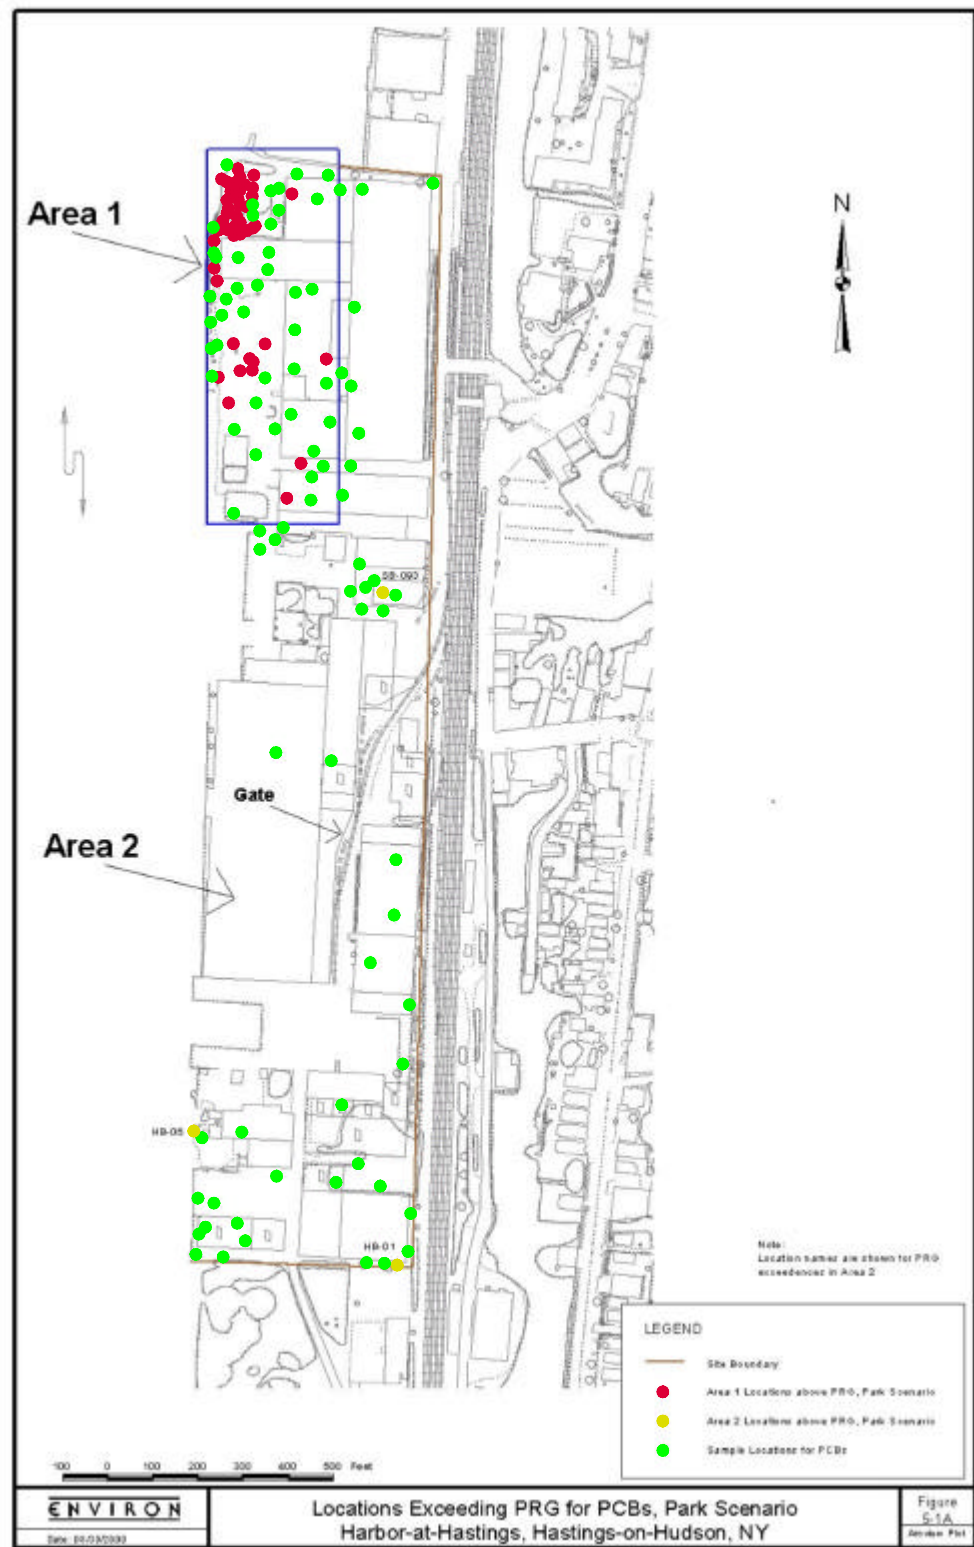 Area 1
N
SB-090
Gate
Area 2
HB-05
HB-01
Note:
Location names are shown for PRG
exceedences in Area 2
LEGEND
Site Boundary
Area 1 Locations above PRG, Park Scenario
Area 2 Locations above PRG, Park Scenario
Sample Locations for PCBs
100 0 100 200 300 400 500 Feet
ENVIRON
Date:
Locations Exceeding PRG for PCBs, Park Scenario
Harbor-at-Hastings, Hastings-on-Hudson, NY
Figure
5-1A